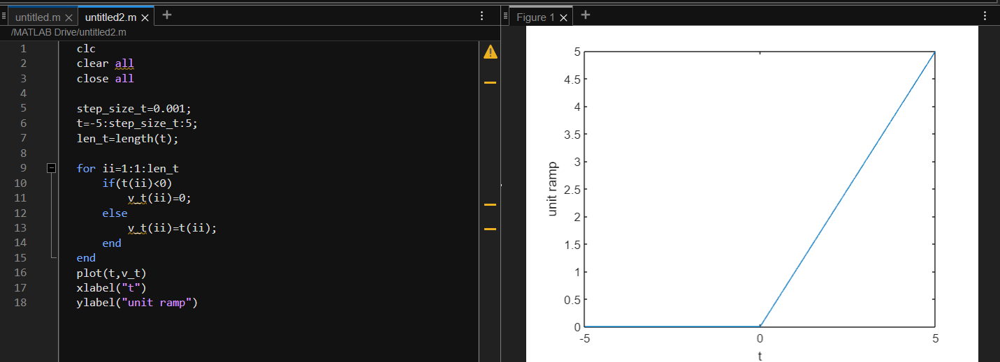 untitled.m × untitled2.m × +
/MATLAB Drive/untitled2.m
1 clc
2 clear all
3 close all
4
5 step_size_t=0.001;
6 t=-5:step_size_t:5;
7 len_t=length(t);
8
9 for ii=1:1:len_t
10 if(t(ii)<0)
11 v_t(ii)=0;
12 else
13 v_t(ii)=t(ii);
14 end
15 end
16 plot(t,v_t)
17 xlabel("t")
18 ylabel("unit ramp")
Figure 1 × +
5
4.5
4
3.5
3
2.5
2
1.5
1
0.5
0
unit ramp
-5 0 5
t